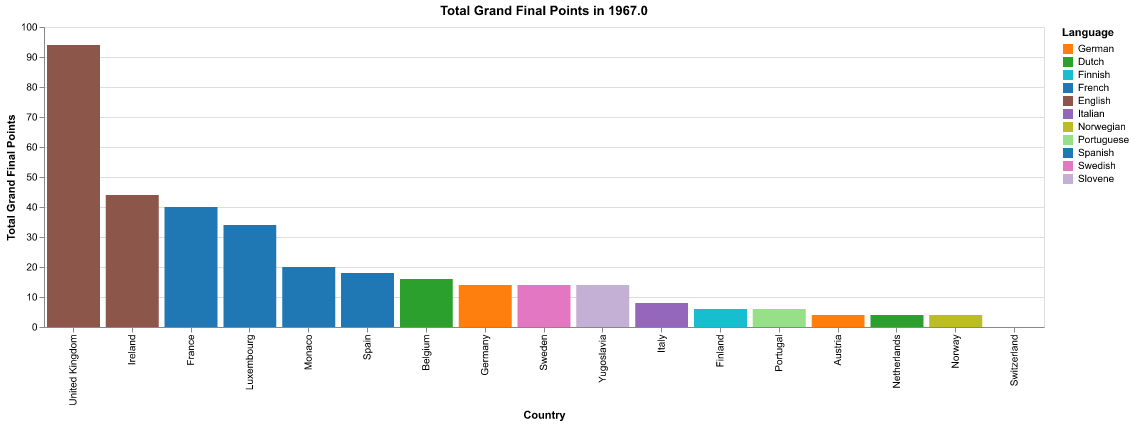 Total Grand Final Points in 1967.0
Total Grand Final Points
100
90
80
70
60
50
40
30
20
10
0
United Kingdom
Ireland
France
Luxembourg
Monaco
Spain
Belgium
Germany
Sweden
Yugoslavia
Italy
Finland
Portugal
Austria
Netherlands
Norway
Switzerland
Country
Language
German
Dutch
Finnish
French
English
Italian
Norwegian
Portuguese
Spanish
Swedish
Slovene